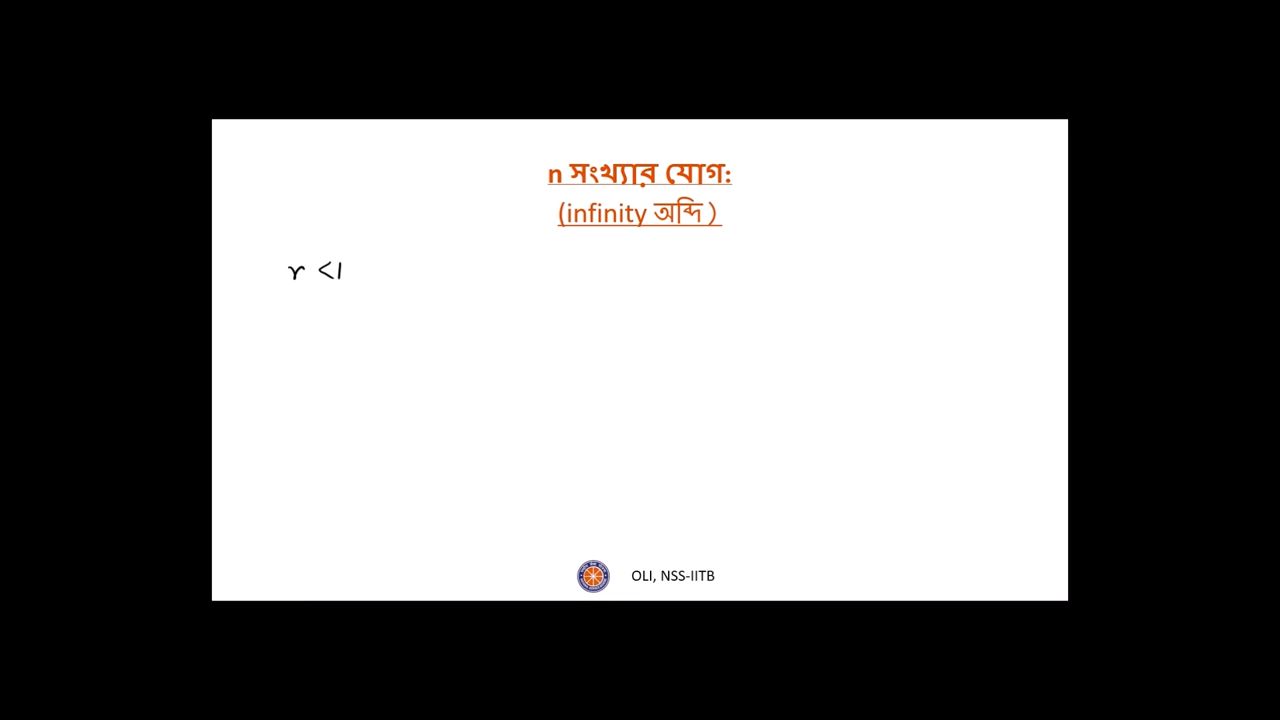 n সংখ্যার যোগ:
(infinity অব্দি )
r <1
OLI, NSS-IITB